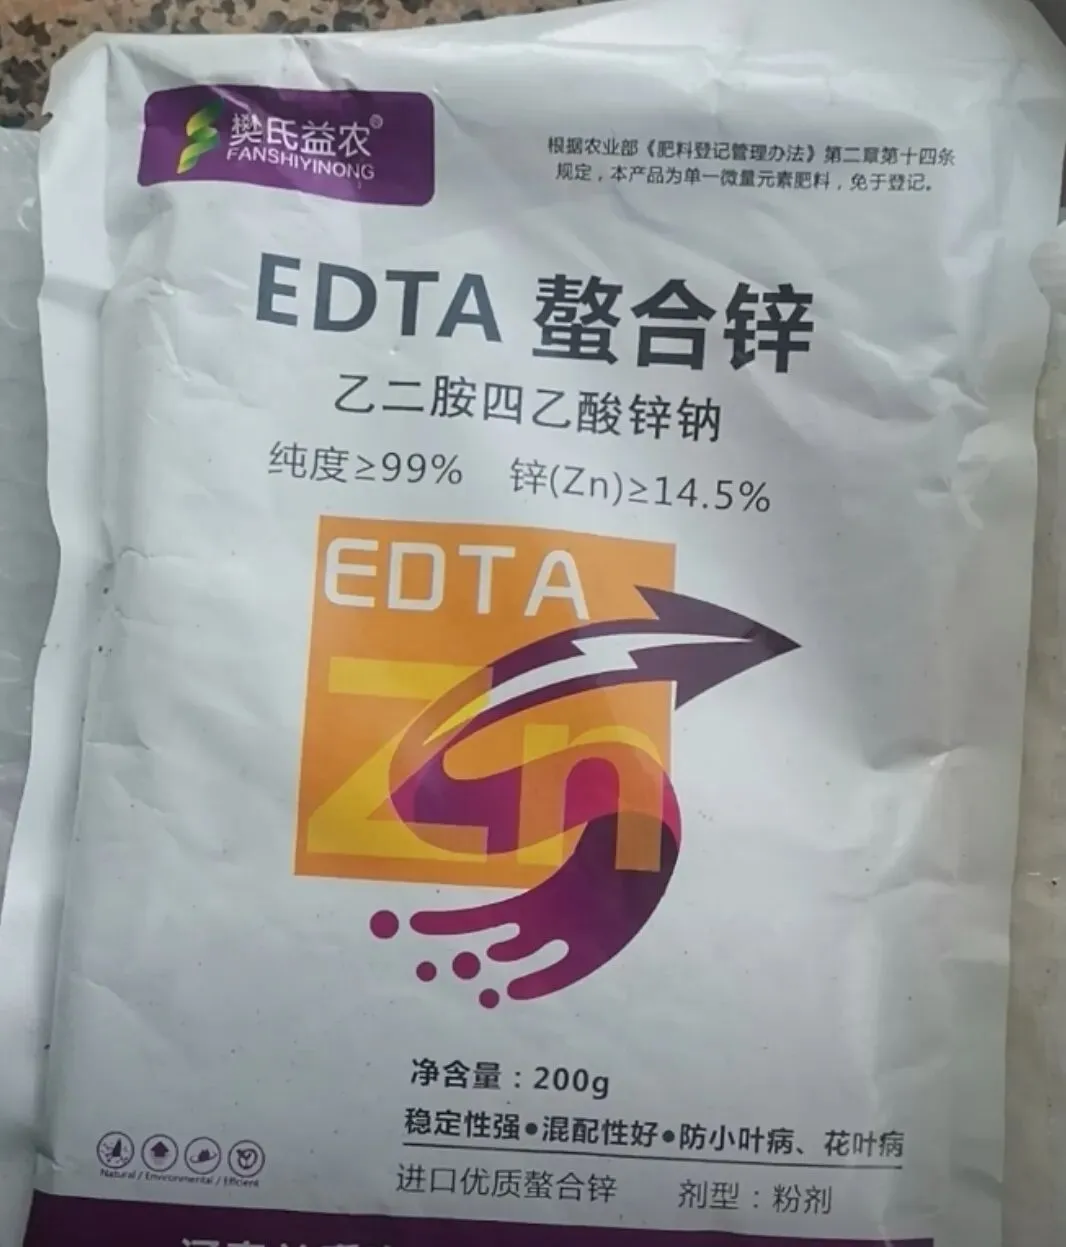 樊氏益农®
FANSHIYINONG
根据农业部《肥料登记管理办法》第二章第十四条
规定，本产品为单一微量元素肥料，免于登记。
EDTA 螯合锌
乙二胺四乙酸锌钠
纯度≥99% 锌(Zn)≥14.5%
EDTA
Zn
净含量：200g
稳定性强•混配性好•防小叶病、花叶病
Natural / Environmental / Efficient
进口优质螯合锌 剂型：粉剂